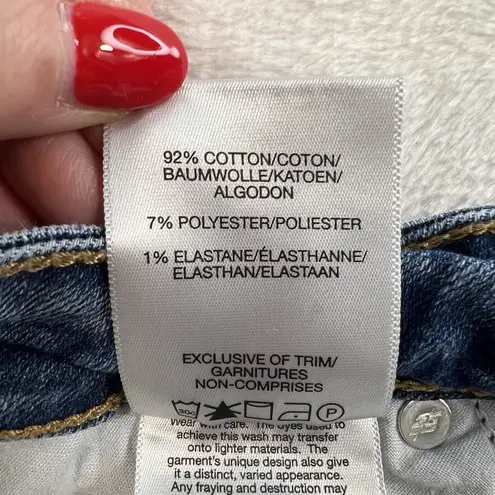 92% COTTON/COTON/
BAUMWOLLE/KATOEN/
ALGODON
7% POLYESTER/POLIESTER
1% ELASTANE/ÉLASTHANNE/
ELASTHAN/ELASTAAN
EXCLUSIVE OF TRIM/
GARNITURES
NON-COMPRISES
wear with care. The dyes used to
achieve this wash may transfer
onto lighter materials. The
garment's unique design also give
it a distinct, varied appearance.
Any fraying and destruction may